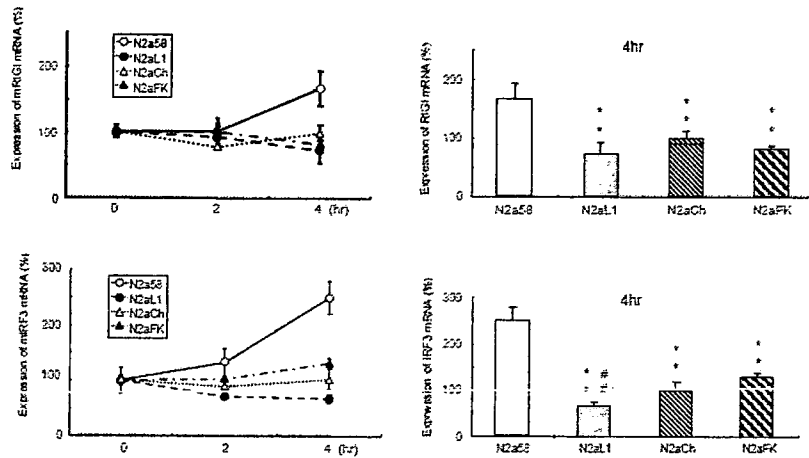 Expression of mRIGI mRNA (%)
N2a58
N2aL1
N2aCh
N2aFK
200
100
0
0 2 4 (hr)
4hr
Expression of RIGI mRNA (%)
200
100
0
* * *
* * *
N2a58 N2aL1 N2aCh N2aFK
Expression of mIRF3 mRNA (%)
N2a58
N2aL1
N2aCh
N2aFK
300
200
100
0
0 2 4 (hr)
4hr
Expression of IRF3 mRNA (%)
300
100
0
* # * *
* # * *
N2a58 N2aL1 N2aCh N2aFK